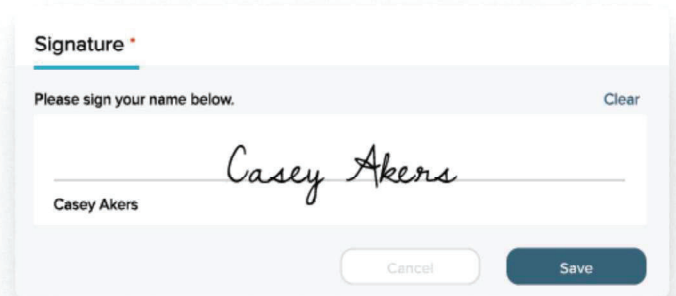 Signature *
Please sign your name below. Clear
Casey Akers
Casey Akers
Cancel Save